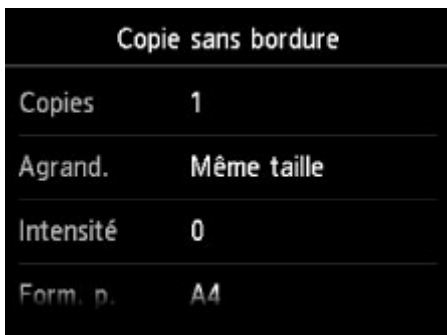 Copie sans bordure
Copies 1
Agrand. Même taille
Intensité 0
Form. p. A4